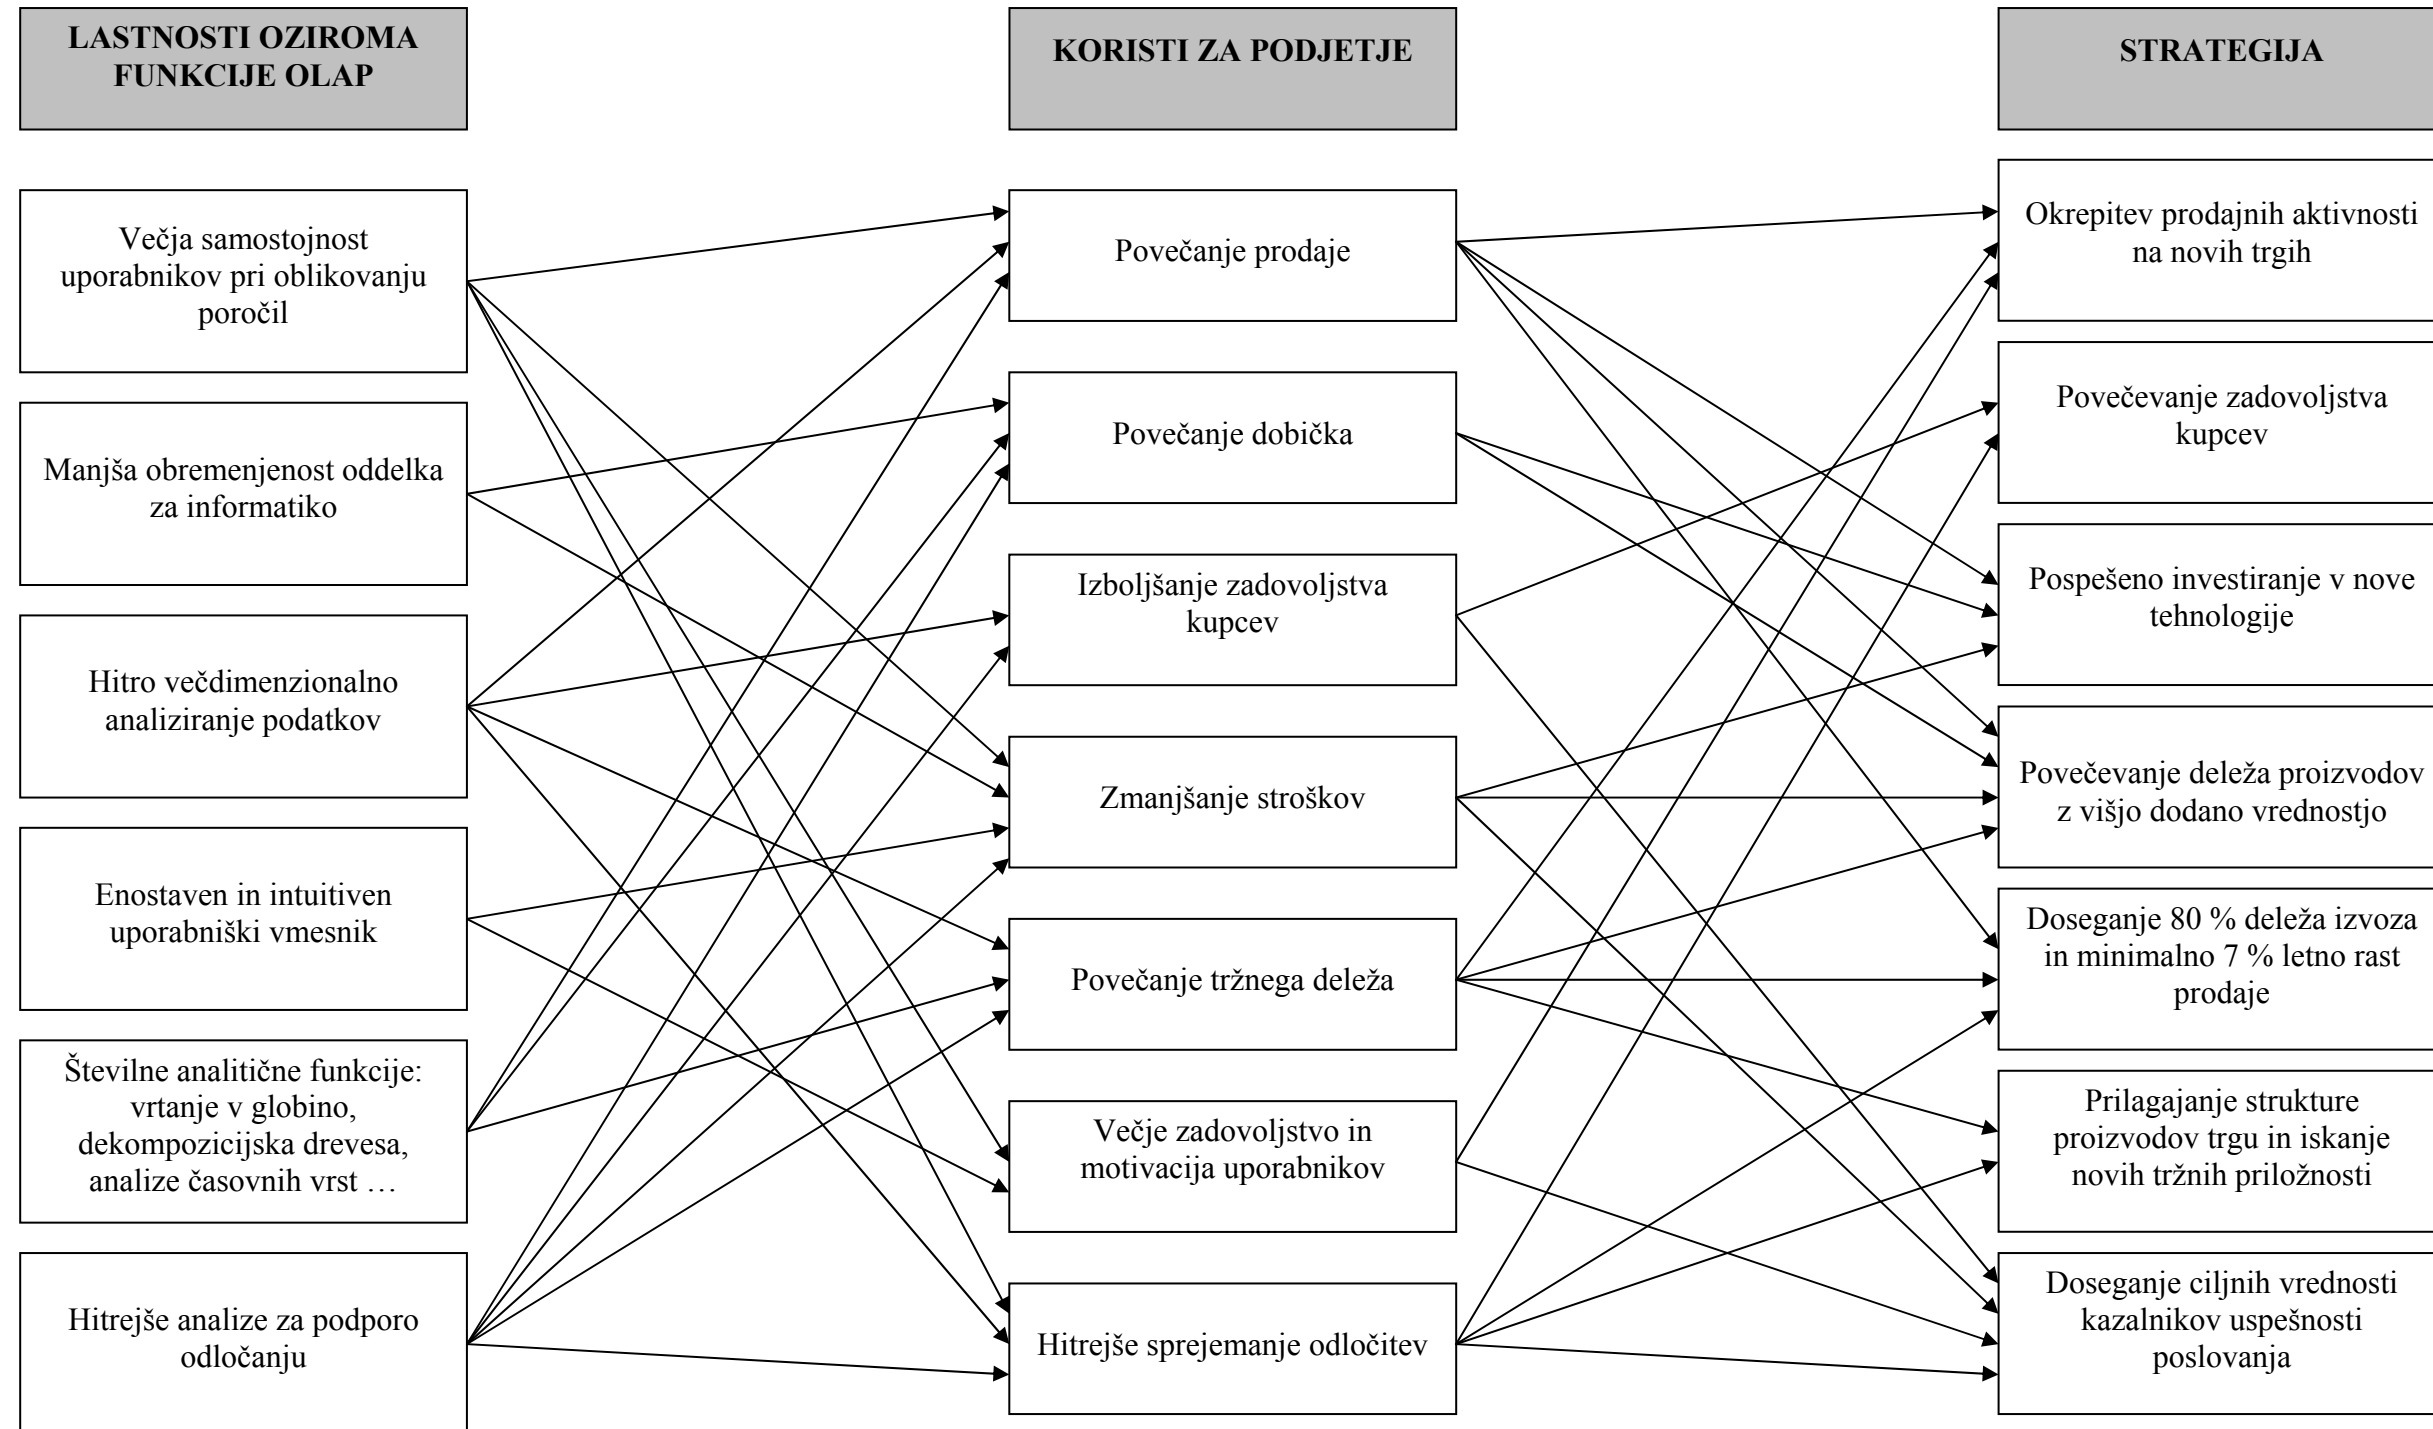 LASTNOSTI OZIROMA
FUNKCIJE OLAP
KORISTI ZA PODJETJE
STRATEGIJA
Večja samostojnost
uporabnikov pri oblikovanju
poročil
Manjša obremenjenost oddelka
za informatiko
Hitro večdimenzionalno
analiziranje podatkov
Enostaven in intuitiven
uporabniški vmesnik
Številne analitične funkcije:
vrtanje v globino,
dekompozicijska drevesa,
analize časovnih vrst …
Hitrejše analize za podporo
odločanju
Povečanje prodaje
Povečanje dobička
Izboljšanje zadovoljstva
kupcev
Zmanjšanje stroškov
Povečanje tržnega deleža
Večje zadovoljstvo in
motivacija uporabnikov
Hitrejše sprejemanje odločitev
Okrepitev prodajnih aktivnosti
na novih trgih
Povečevanje zadovoljstva
kupcev
Pospešeno investiranje v nove
tehnologije
Povečevanje deleža proizvodov
z višjo dodano vrednostjo
Doseganje 80 % deleža izvoza
in minimalno 7 % letno rast
prodaje
Prilagajanje strukture
proizvodov trgu in iskanje
novih tržnih priložnosti
Doseganje ciljnih vrednosti
kazalnikov uspešnosti
poslovanja